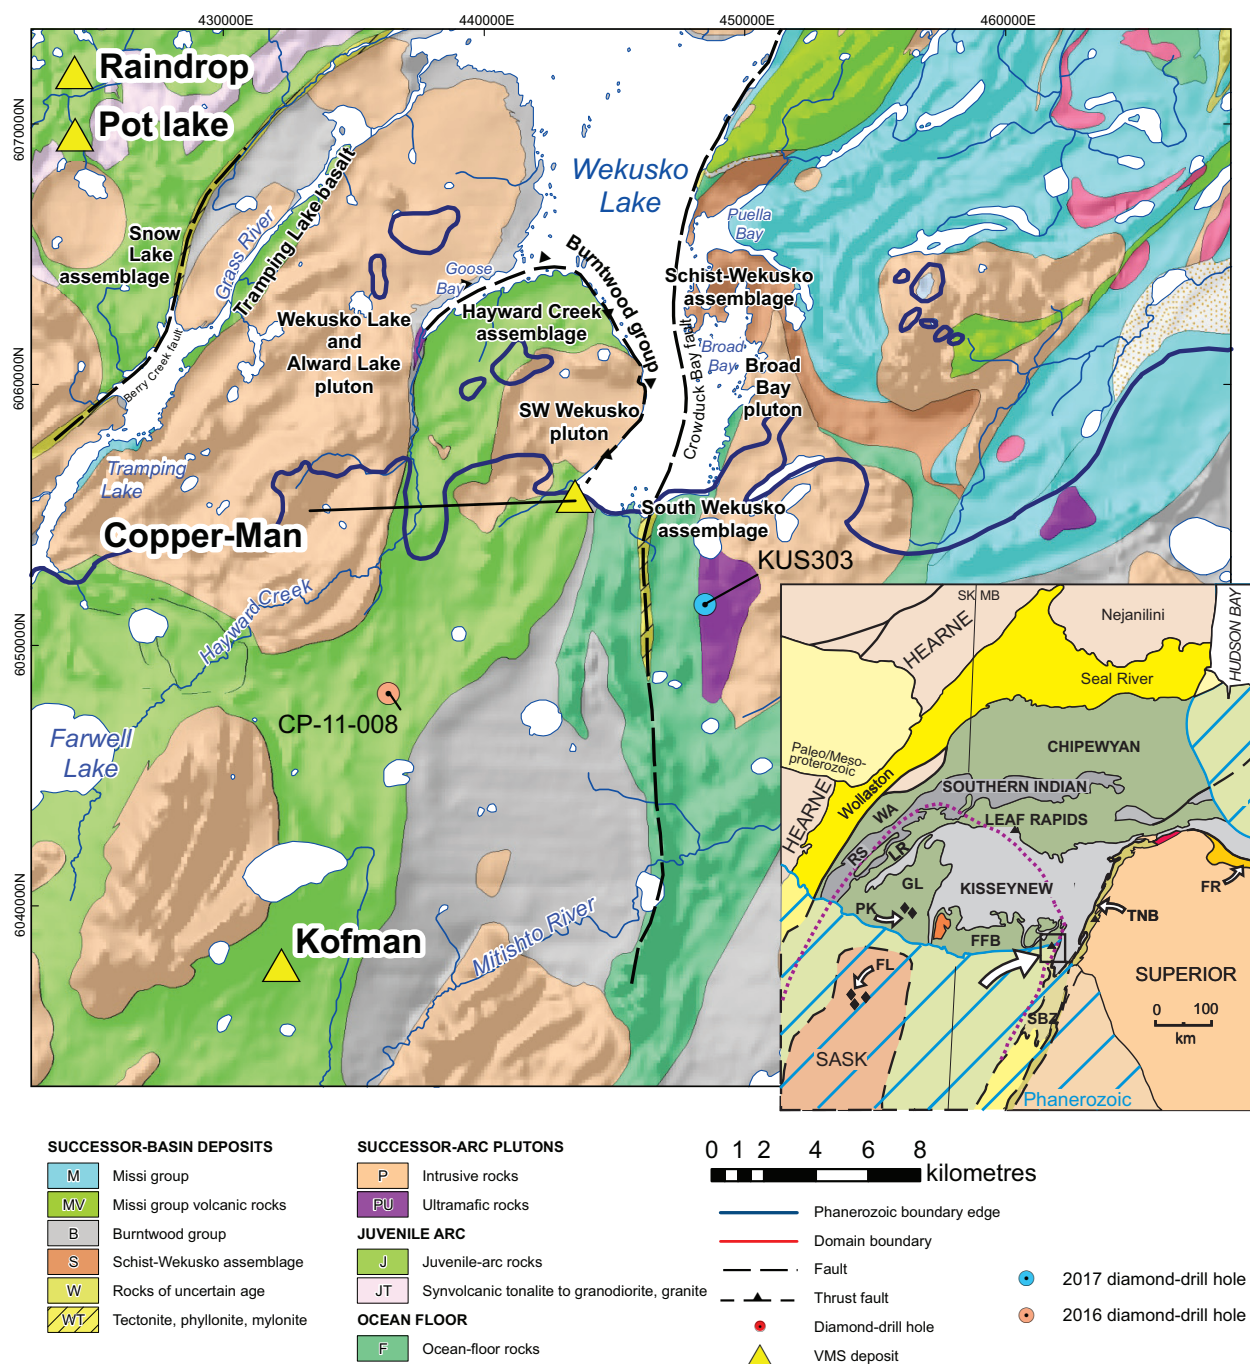 430000E
440000E
450000E
460000E
6070000N
6060000N
6050000N
6040000N
Raindrop
Pot lake
Wekusko
Lake
Puella
Bay
Snow
Lake
assemblage
Grass River
Tramping Lake basalt
Goose
Bay
Burntwood group
Schist-Wekusko
assemblage
Hayward Creek
assemblage
Wekusko Lake
and
Alward Lake
pluton
Berry Creek fault
Crowduck Bay fault
Broad
Bay
Broad
Bay
pluton
SW Wekusko
pluton
Tramping
Lake
Copper-Man
South Wekusko
assemblage
KUS303
Hayward Creek
CP-11-008
Farwell
Lake
Kofman
Mitishto River
SK MB
HEARNE
Nejanilini
HUDSON BAY
Seal River
Paleo/Meso-
proterozoic
CHIPEWYAN
Wollaston
HEARNE
SOUTHERN INDIAN
WA
LEAF RAPIDS
RS
LR
GL
KISSEYNEW
FR
PK
TNB
FFB
FL
SUPERIOR
0 100
km
SBZ
SASK
Phanerozoic
SUCCESSOR-BASIN DEPOSITS
M Missi group
MV Missi group volcanic rocks
B Burntwood group
S Schist-Wekusko assemblage
W Rocks of uncertain age
WT Tectonite, phyllonite, mylonite
SUCCESSOR-ARC PLUTONS
P Intrusive rocks
PU Ultramafic rocks
JUVENILE ARC
J Juvenile-arc rocks
JT Synvolcanic tonalite to granodiorite, granite
OCEAN FLOOR
F Ocean-floor rocks
0 1 2 4 6 8
kilometres
Phanerozoic boundary edge
Domain boundary
Fault
Thrust fault
Diamond-drill hole
VMS deposit
2017 diamond-drill hole
2016 diamond-drill hole